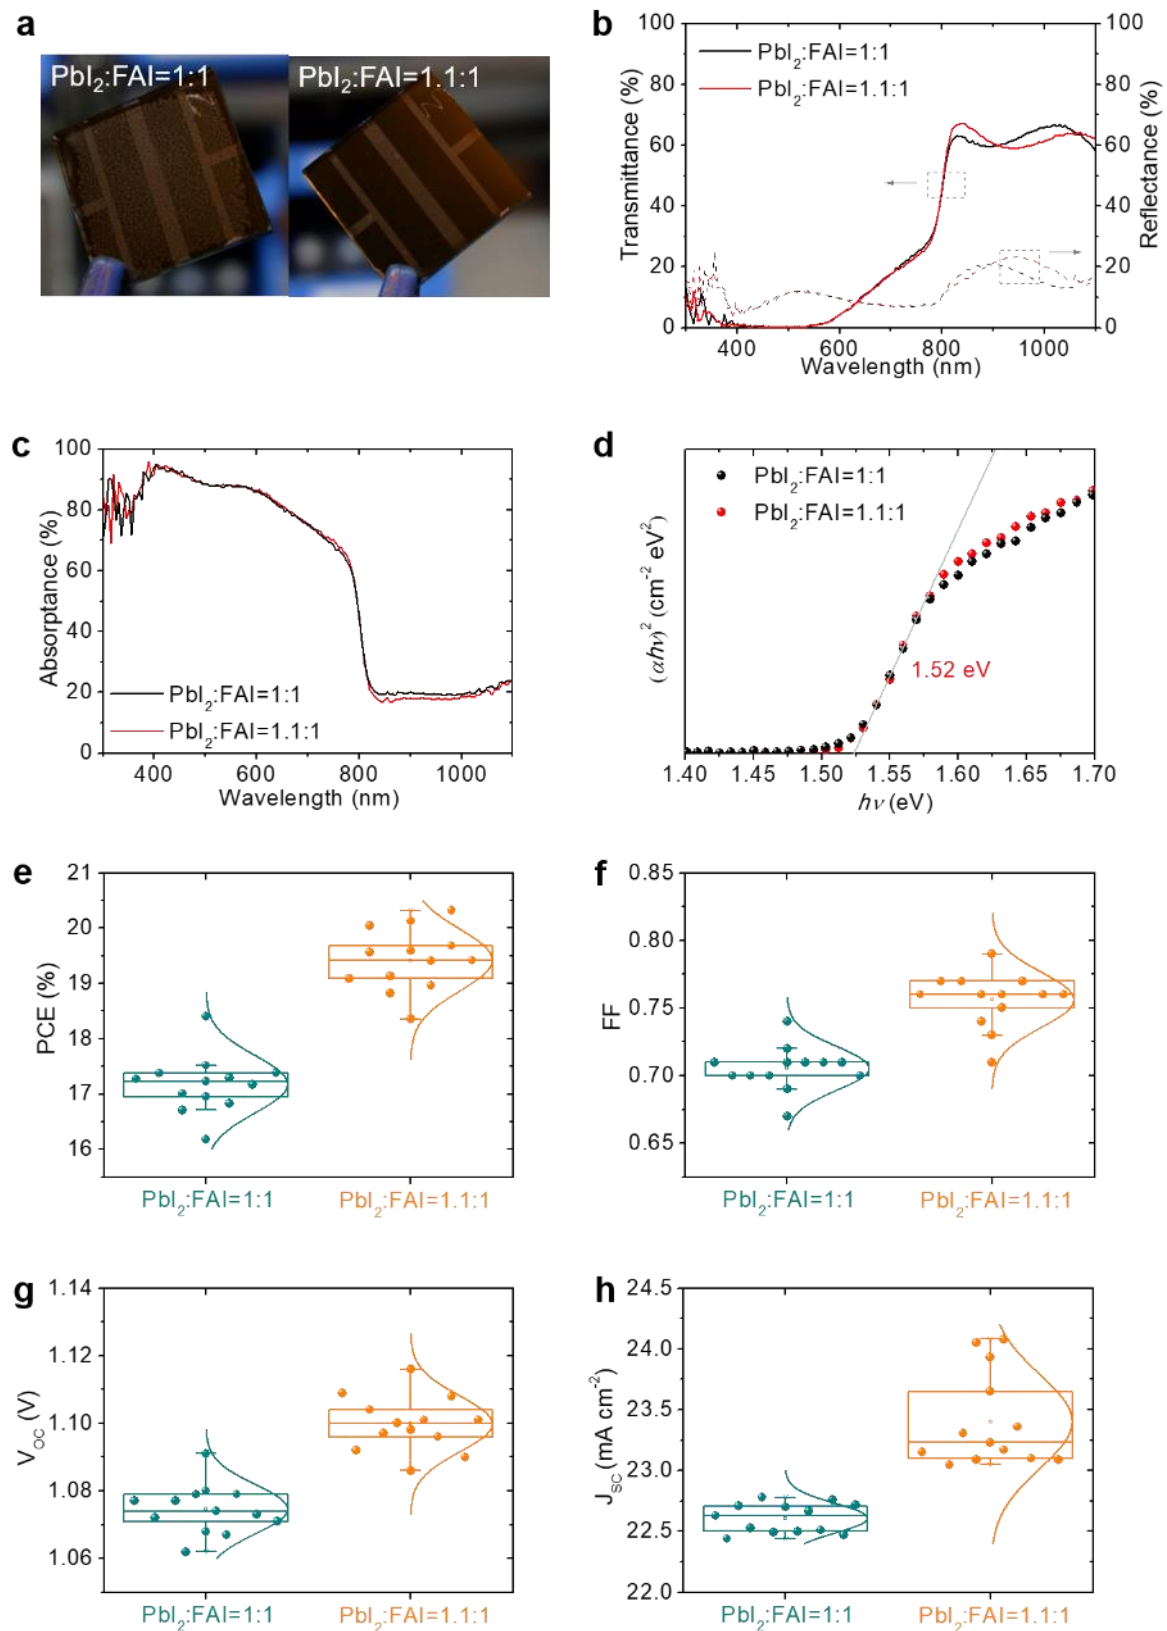 a
PbI2:FAI=1:1
PbI2:FAI=1.1:1
b
100
80
60
40
20
0
Transmittance (%)
PbI2:FAI=1:1
PbI2:FAI=1.1:1
100
80
60
40
20
0
Reflectance (%)
400 600 800 1000
Wavelength (nm)
c
100
80
60
40
20
0
Absorptance (%)
PbI2:FAI=1:1
PbI2:FAI=1.1:1
400 600 800 1000
Wavelength (nm)
d
(αhν)² (cm⁻² eV²)
PbI2:FAI=1:1
PbI2:FAI=1.1:1
1.52 eV
1.40 1.45 1.50 1.55 1.60 1.65 1.70
hν (eV)
e
21
20
19
18
17
16
PCE (%)
PbI2:FAI=1:1
PbI2:FAI=1.1:1
f
0.85
0.80
0.75
0.70
0.65
FF
PbI2:FAI=1:1
PbI2:FAI=1.1:1
g
1.14
1.12
1.10
1.08
1.06
VOC (V)
PbI2:FAI=1:1
PbI2:FAI=1.1:1
h
24.5
24.0
23.5
23.0
22.5
22.0
JSC (mA cm⁻²)
PbI2:FAI=1:1
PbI2:FAI=1.1:1